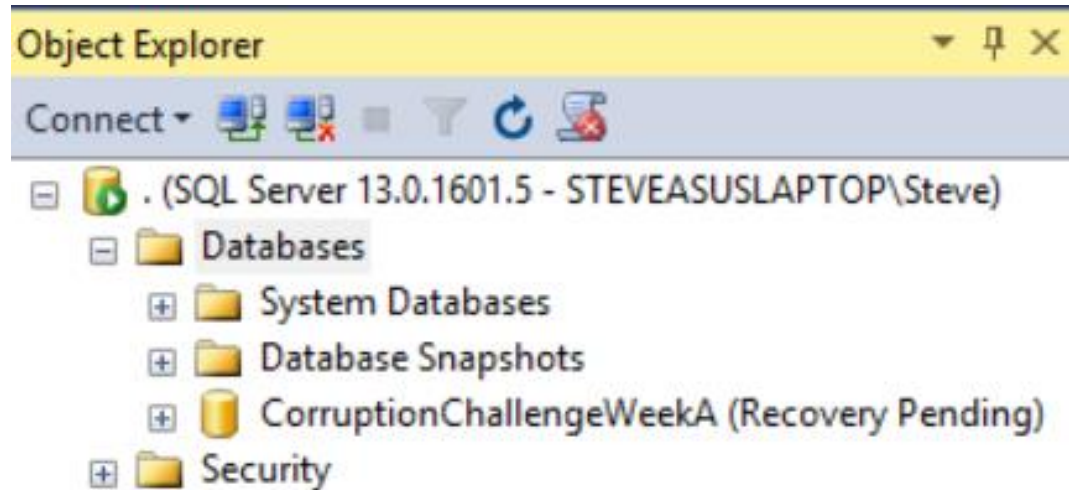 Object Explorer
Connect
. (SQL Server 13.0.1601.5 - STEVEASUSLAPTOP\Steve)
Databases
System Databases
Database Snapshots
CorruptionChallengeWeekA (Recovery Pending)
Security